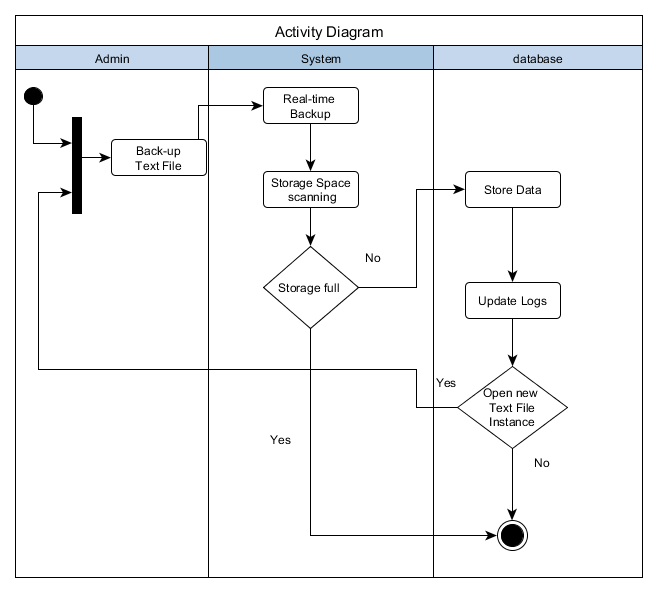 Activity Diagram
Admin
System
database
Real-time
Backup
Back-up
Text File
Storage Space
scanning
Store Data
No
Storage full
Update Logs
Yes
Open new
Text File
Instance
Yes
No